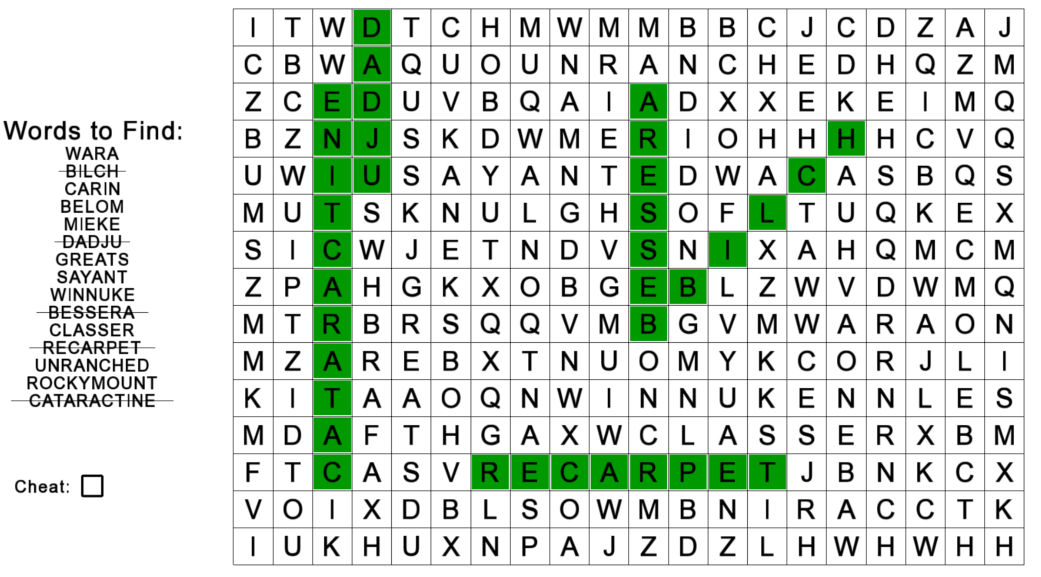 Words to Find:
WARA
BILCH
CARIN
BELOM
MIEKE
DADJU
GREATS
SAYANT
WINNUKE
BESSERA
CLASSER
RECARPET
UNRANCHED
ROCKYMOUNT
CATARACTINE
Cheat:
I T W D T C H M W M M B B C J C D Z A J
C B W A Q U O U N R A N C H E D H Q Z M
Z C E D U V B Q A I A D X X E K E I M Q
B Z N J S K D W M E R I O H H H H C V Q
U W I U S A Y A N T E D W A C A S B Q S
M U T S K N U L G H S O F L T U Q K E X
S I C W J E T N D V S N I X A H Q M C M
Z P A H G K X O B G E B L Z W V D W M Q
M T R B R S Q Q V M B G V M W A R A O N
M Z A R E B X T N U O M Y K C O R J L I
K I T A A O Q N W I N N U K E N N L E S
M D A F T H G A X W C L A S S E R X B M
F T C A S V R E C A R P E T J B N K C X
V O I X D B L S O W M B N I R A C C T K
I U K H U X N P A J Z D Z L H W H W H H